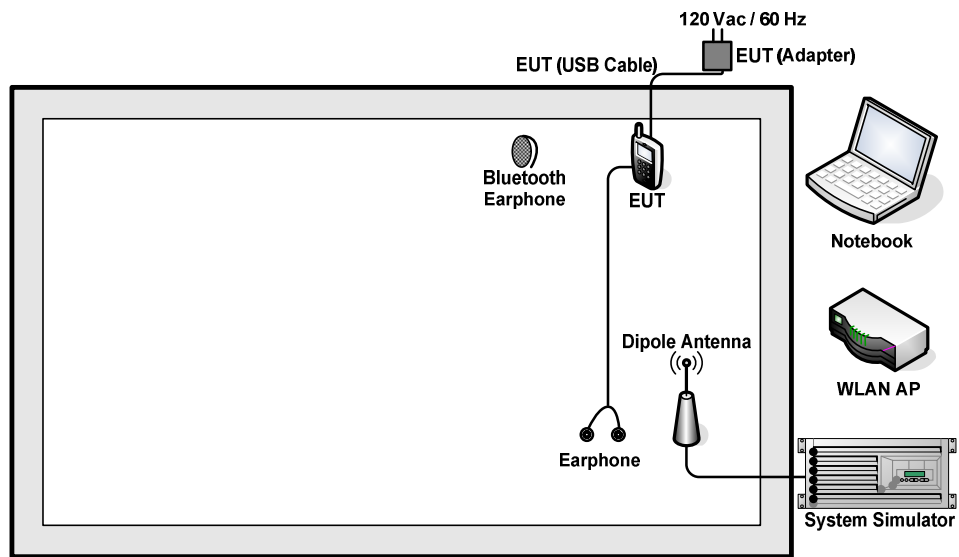 120 Vac / 60 Hz
EUT (Adapter)
EUT (USB Cable)
Bluetooth
Earphone
EUT
Notebook
Dipole Antenna
WLAN AP
Earphone
System Simulator